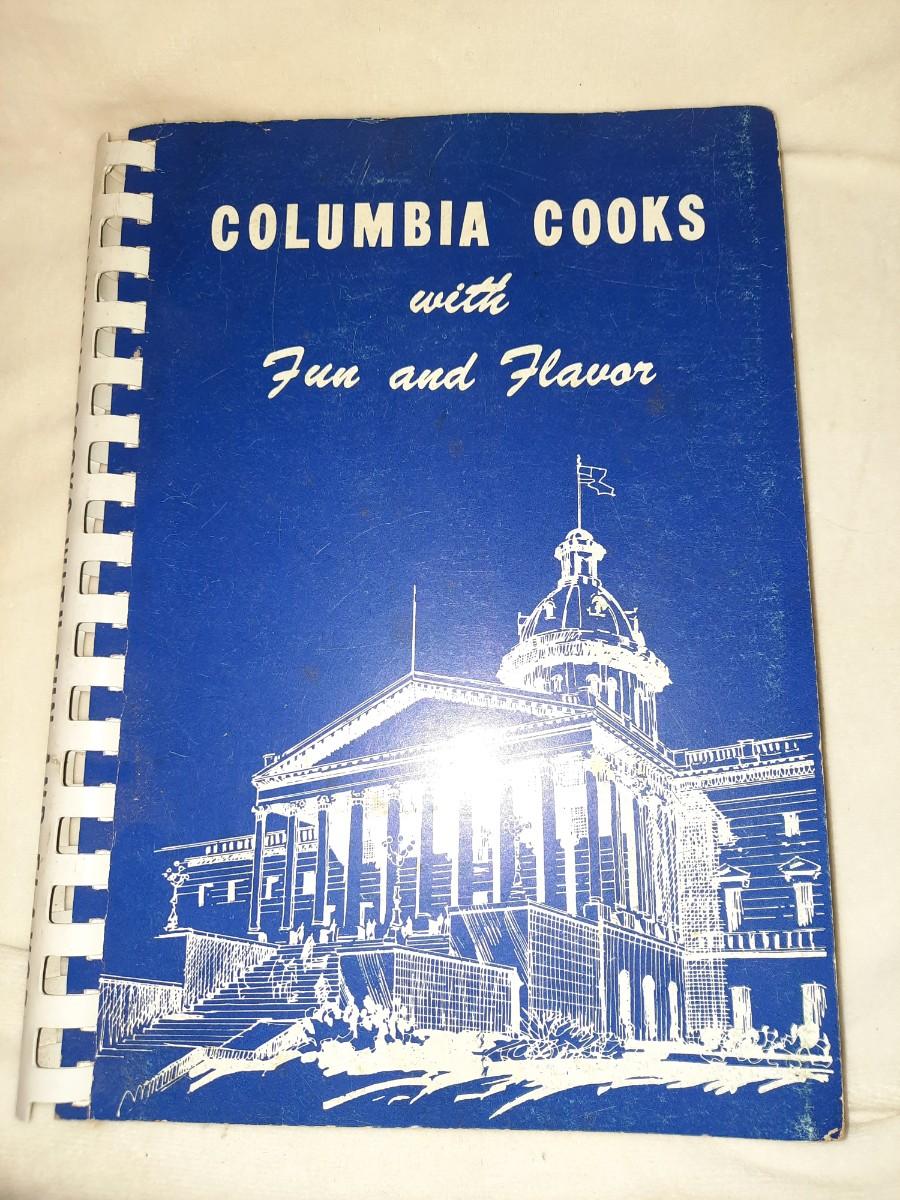 COLUMBIA COOKS
with
Fun and Flavor